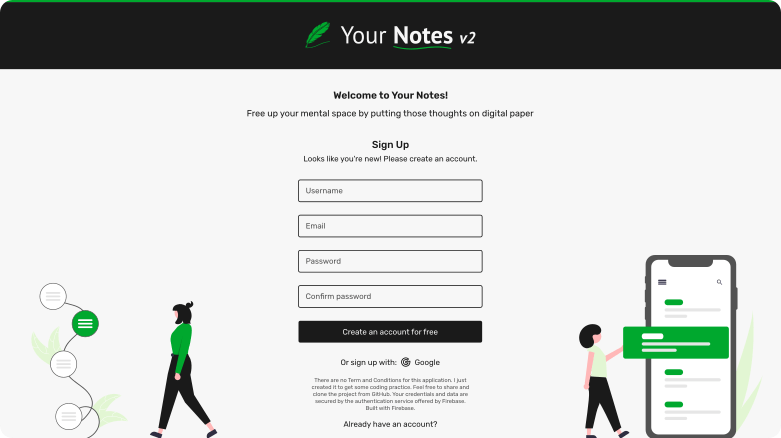 Your Notes v2
Welcome to Your Notes!
Free up your mental space by putting those thoughts on digital paper
Sign Up
Looks like you're new! Please create an account.
Username
Email
Password
Confirm password
Create an account for free
Or sign up with: Google
There are no Term and Conditions for this application. I just
created it to get some coding practice. Feel free to share and
clone the project from GitHub. Your credentials and data are
secured by the authentication service offered by Firebase.
Built with Firebase.
Already have an account?